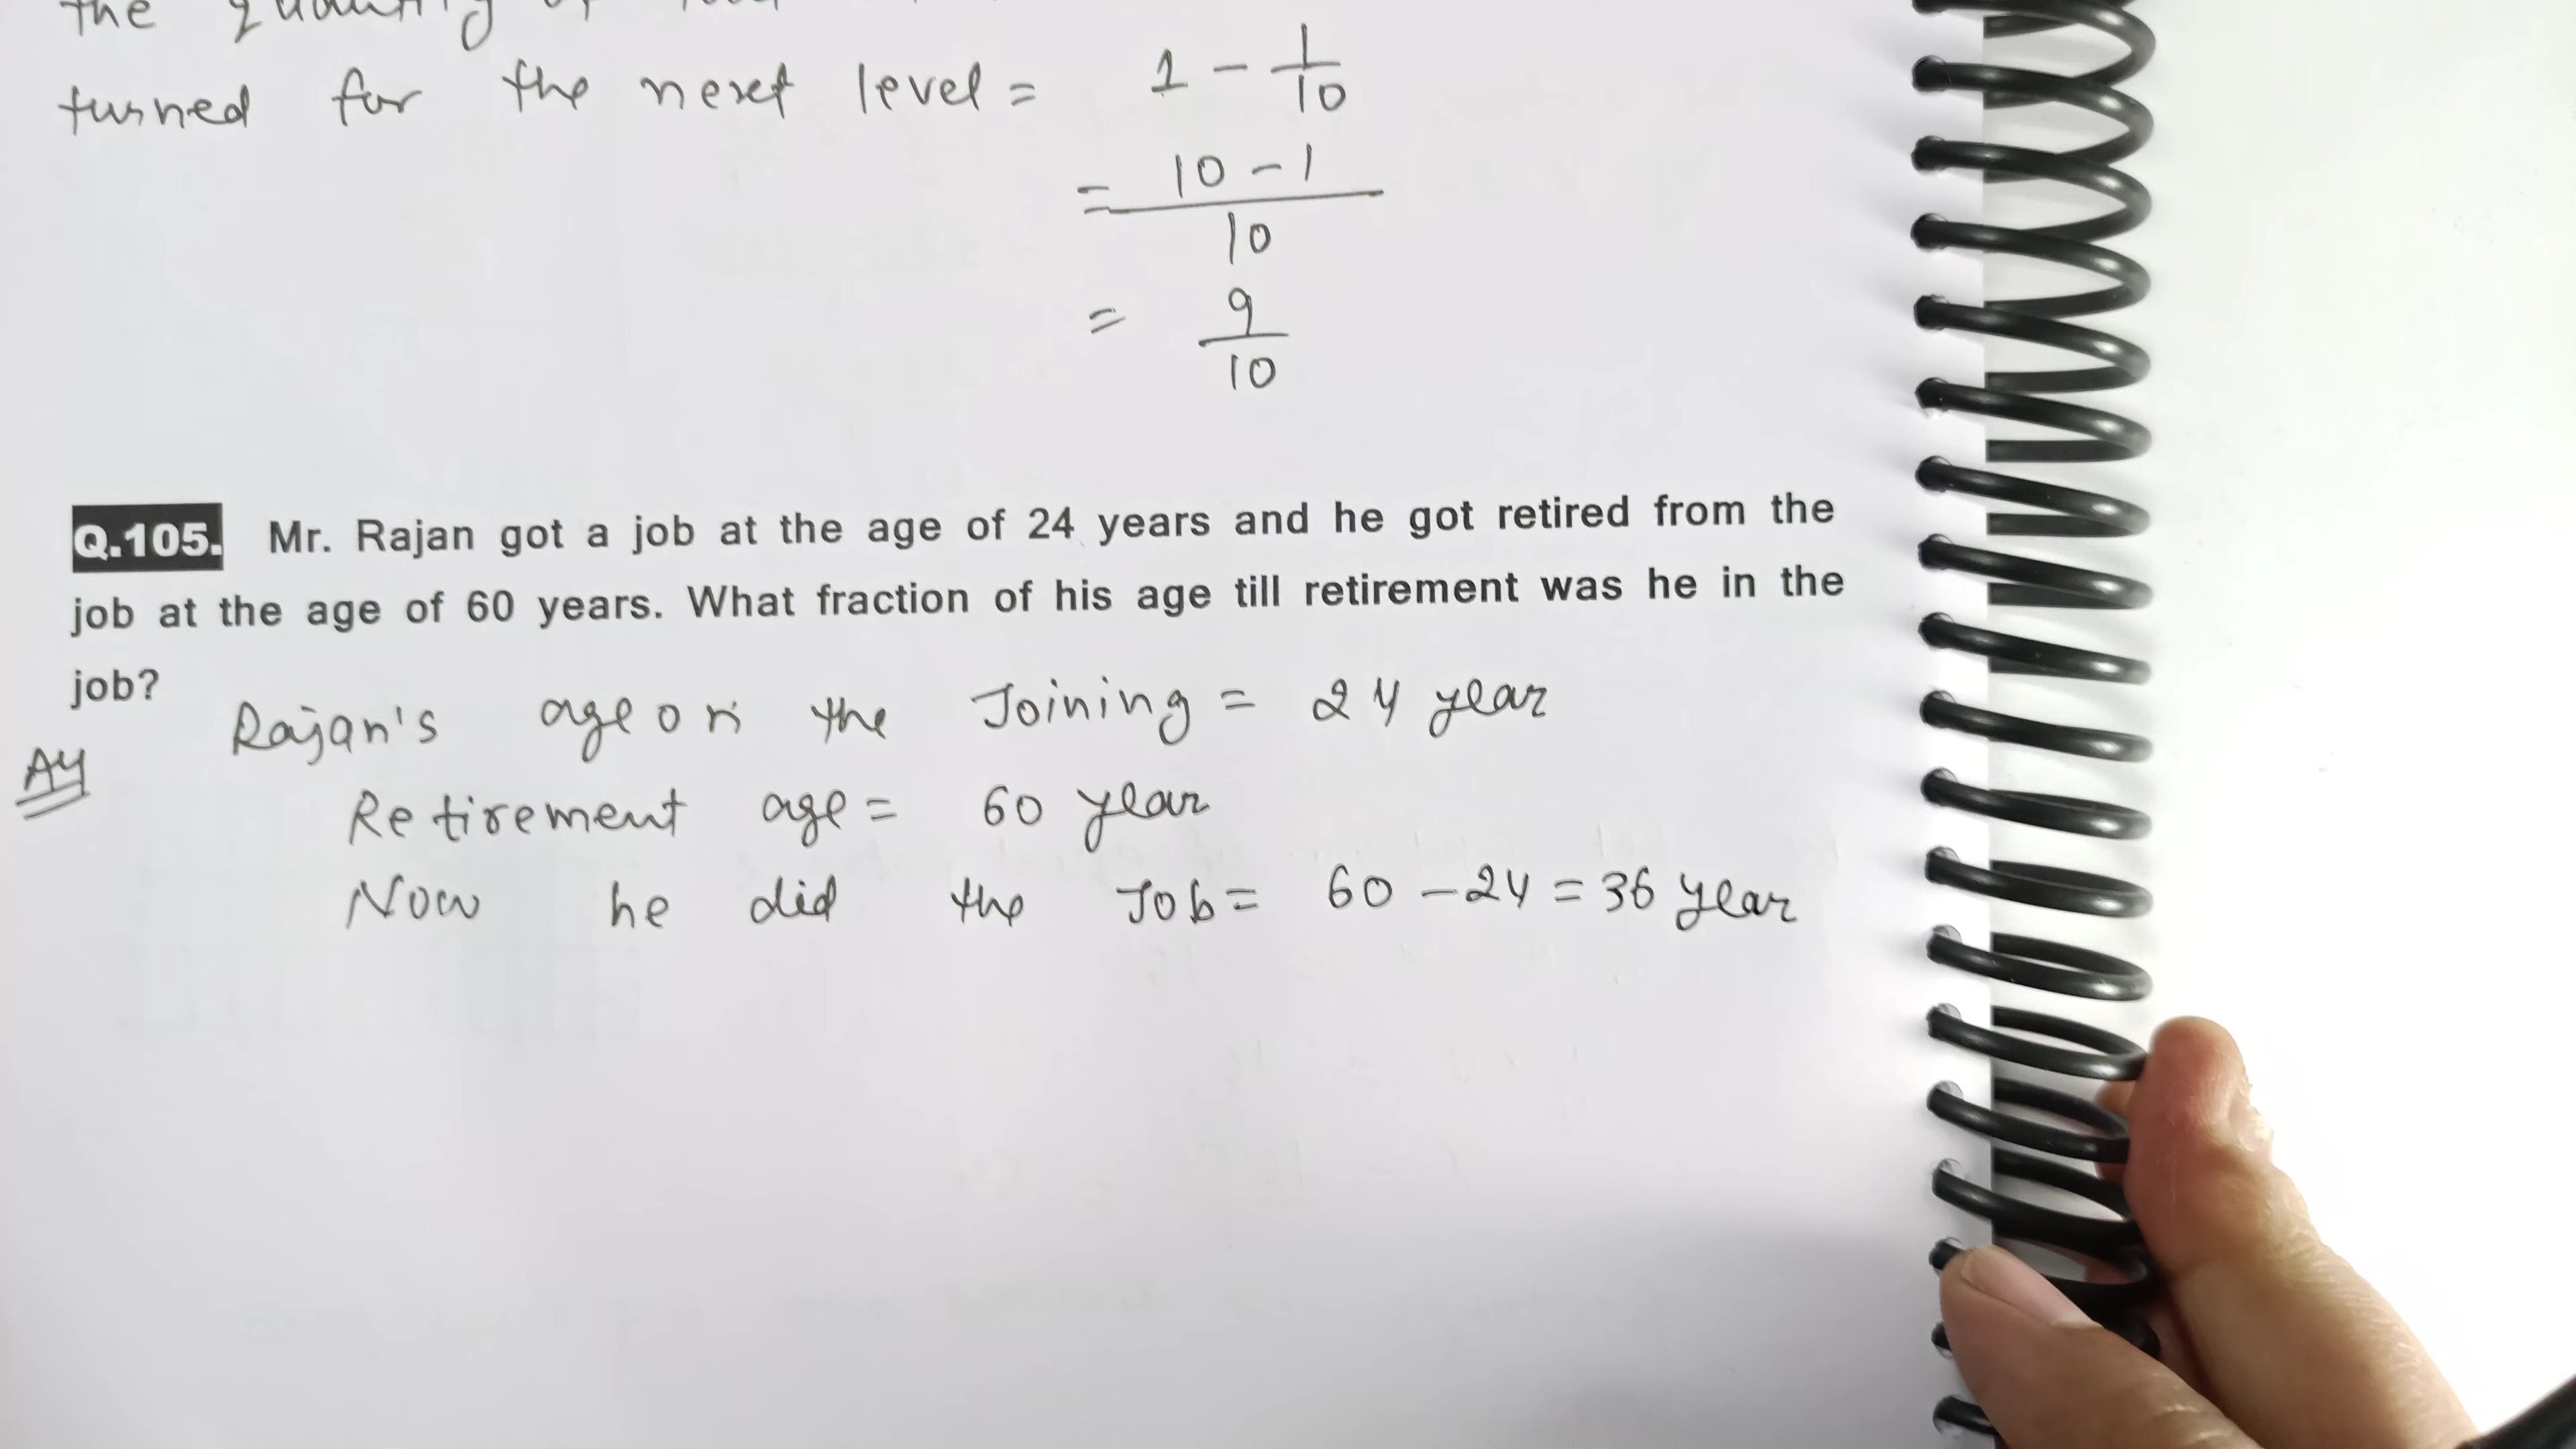 the quantity of
turned for the next level = 1 - 1/10
= 10 - 1 / 10
= 9/10
Q.105. Mr. Rajan got a job at the age of 24 years and he got retired from the
job at the age of 60 years. What fraction of his age till retirement was he in the
job?
Rajan's age on the Joining = 24 year
Retirement age = 60 year
Now he did the Job = 60 - 24 = 36 year